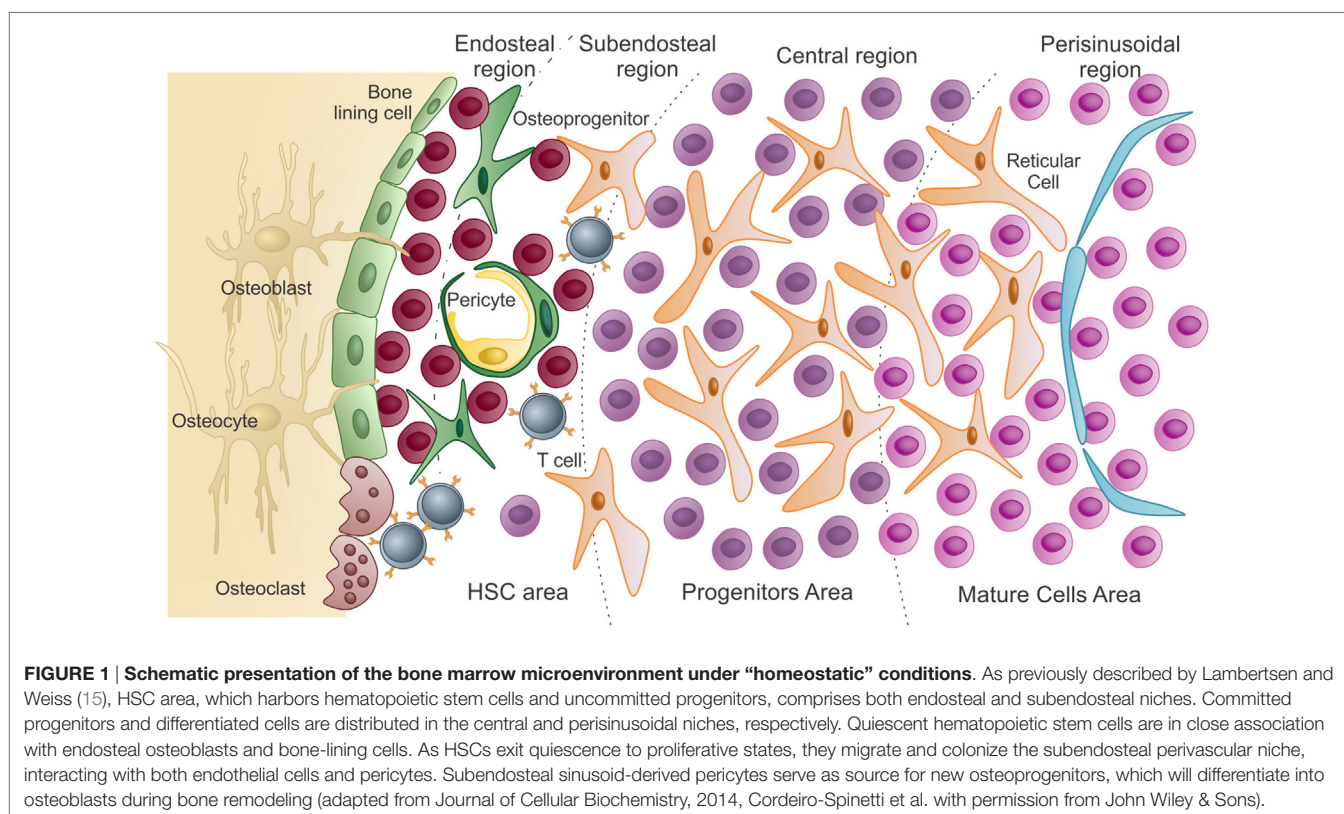 Endosteal
region
Subendosteal
region
Central region
Perisinusoidal
region
Bone
lining cell
Osteoprogenitor
Reticular
Cell
Osteoblast
Pericyte
Osteocyte
T cell
Osteoclast
HSC area
Progenitors Area
Mature Cells Area
FIGURE 1 | Schematic presentation of the bone marrow microenvironment under “homeostatic” conditions. As previously described by Lambertsen and
Weiss (15), HSC area, which harbors hematopoietic stem cells and uncommitted progenitors, comprises both endosteal and subendosteal niches. Committed
progenitors and differentiated cells are distributed in the central and perisinusoidal niches, respectively. Quiescent hematopoietic stem cells are in close association
with endosteal osteoblasts and bone-lining cells. As HSCs exit quiescence to proliferative states, they migrate and colonize the subendosteal perivascular niche,
interacting with both endothelial cells and pericytes. Subendosteal sinusoid-derived pericytes serve as source for new osteoprogenitors, which will differentiate into
osteoblasts during bone remodeling (adapted from Journal of Cellular Biochemistry, 2014, Cordeiro-Spinetti et al. with permission from John Wiley & Sons).